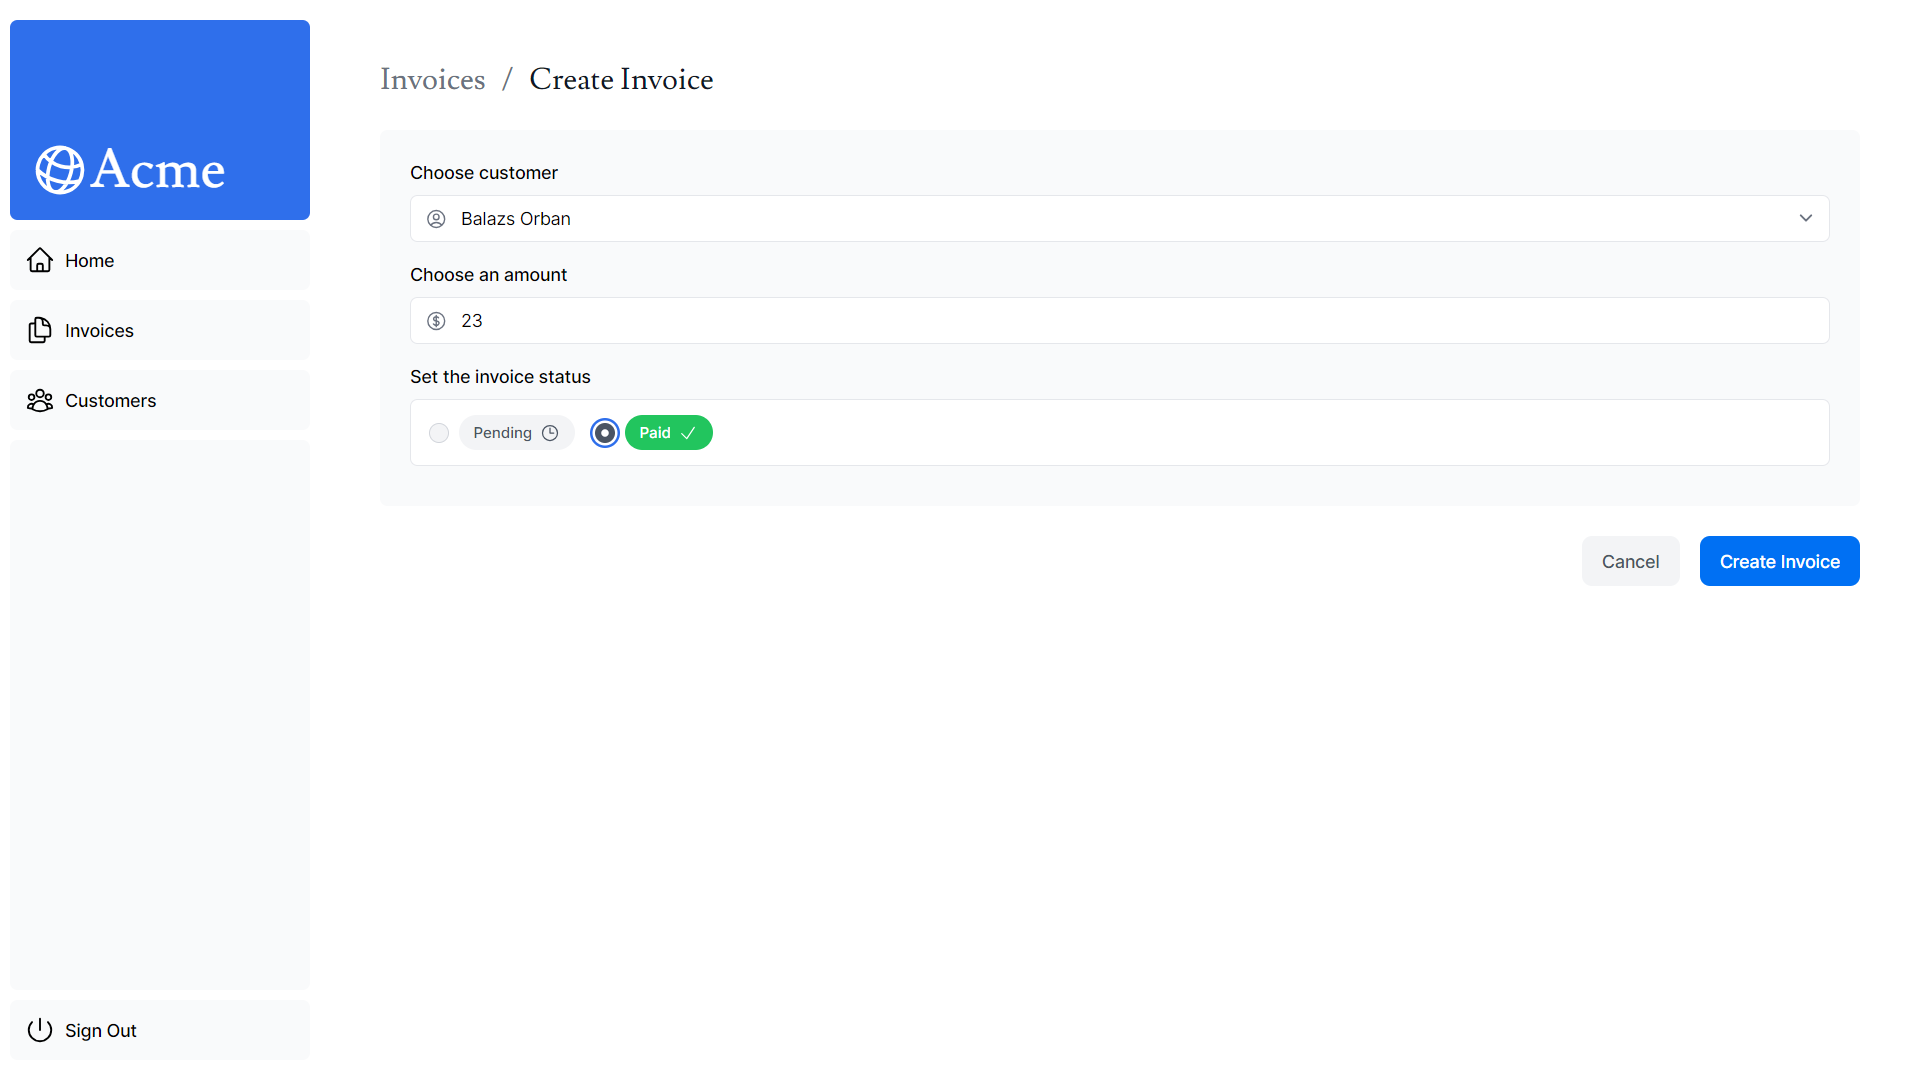 Acme
Home
Invoices
Customers
Sign Out
Invoices / Create Invoice
Choose customer
Balazs Orban
Choose an amount
23
Set the invoice status
Pending Paid
Cancel Create Invoice